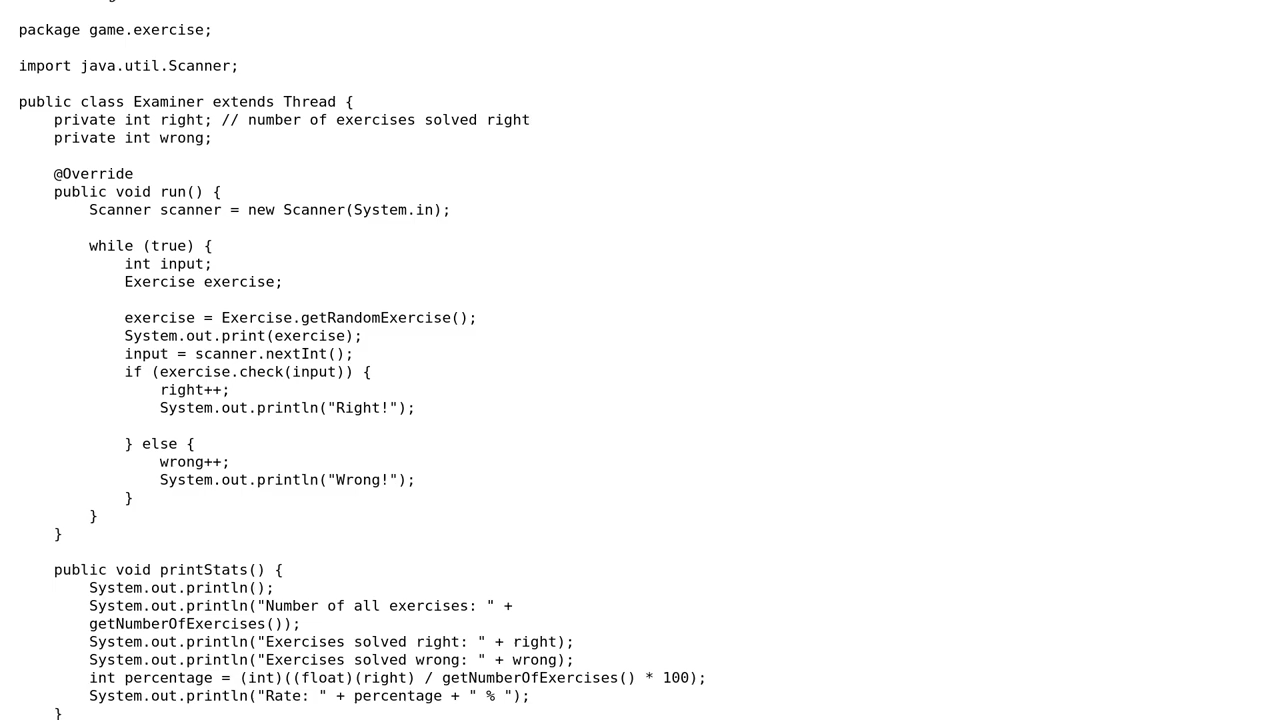 package game.exercise;
import java.util.Scanner;
public class Examiner extends Thread {
private int right; // number of exercises solved right
private int wrong;
@Override
public void run() {
Scanner scanner = new Scanner(System.in);
while (true) {
int input;
Exercise exercise;
exercise = Exercise.getRandomExercise();
System.out.print(exercise);
input = scanner.nextInt();
if (exercise.check(input)) {
right++;
System.out.println("Right!");
} else {
wrong++;
System.out.println("Wrong!");
}
}
}
public void printStats() {
System.out.println();
System.out.println("Number of all exercises: " +
getNumberOfExercises());
System.out.println("Exercises solved right: " + right);
System.out.println("Exercises solved wrong: " + wrong);
int percentage = (int)((float)(right) / getNumberOfExercises() * 100);
System.out.println("Rate: " + percentage + " % ");
}